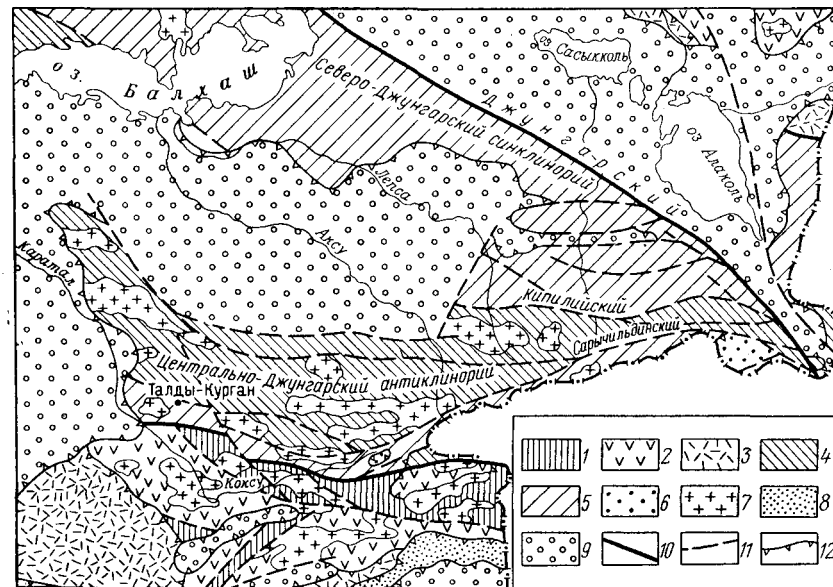 оз. Балхаш
Северо-Джунгарский синклинорий
Джунгарский
оз Сасыкколь
оз Алаколь
Лепса
Аксу
Каратал
Кипилийский
Сарычильдинский
Центрально-Джунгарский антиклинорий
Талды-Курган
Коксу
1 2 3 4
5 6 7 8
9 10 11 12